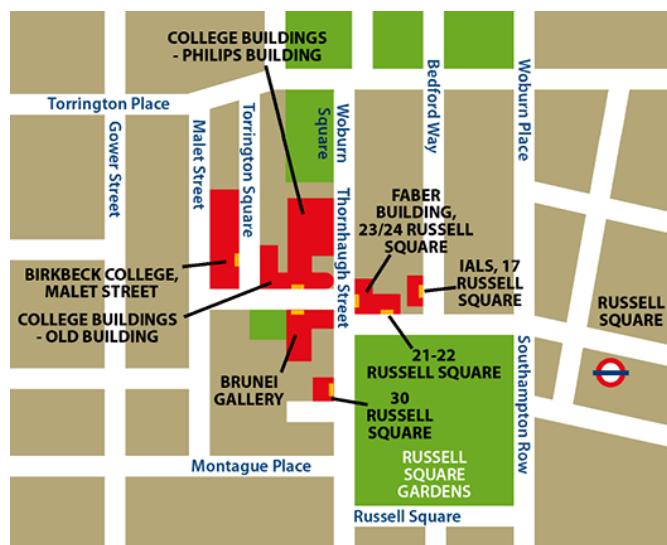 COLLEGE BUILDINGS
- PHILIPS BUILDING
Torrington Place
Gower Street
Malet Street
Torrington Square
Woburn
Square
Bedford Way
Woburn Place
Thornhaugh Street
FABER
BUILDING,
23/24 RUSSELL
SQUARE
IALS, 17
RUSSELL
SQUARE
RUSSELL
SQUARE
BIRKBECK COLLEGE,
MALET STREET
COLLEGE BUILDINGS
- OLD BUILDING
BRUNEI
GALLERY
21-22
RUSSELL SQUARE
30
RUSSELL
SQUARE
Southampton Row
Montague Place
RUSSELL
SQUARE
GARDENS
Russell Square